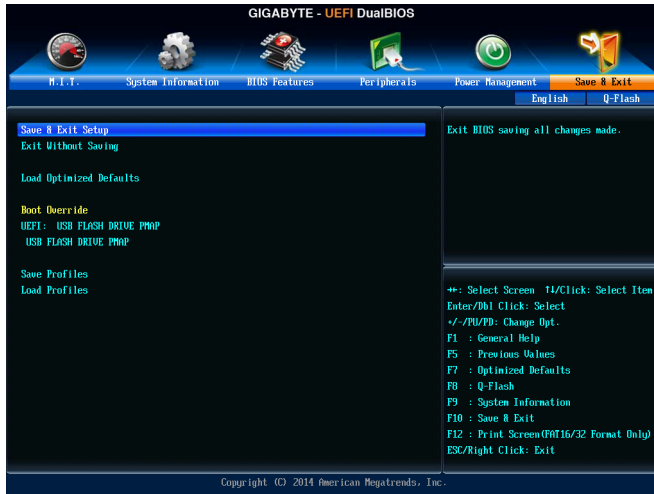 GIGABYTE - UEFI DualBIOS
M.I.T.
System Information
BIOS Features
Peripherals
Power Management
Save & Exit
English
Q-Flash
Save & Exit Setup
Exit Without Saving
Load Optimized Defaults
Boot Override
UEFI: USB FLASH DRIVE PMAP
USB FLASH DRIVE PMAP
Save Profiles
Load Profiles
Exit BIOS saving all changes made.
→←: Select Screen ↑↓/Click: Select Item
Enter/Dbl Click: Select
+/-/PU/PD: Change Opt.
F1 : General Help
F5 : Previous Values
F7 : Optimized Defaults
F8 : Q-Flash
F9 : System Information
F10 : Save & Exit
F12 : Print Screen(FAT16/32 Format Only)
ESC/Right Click: Exit
Copyright (C) 2014 American Megatrends, Inc.